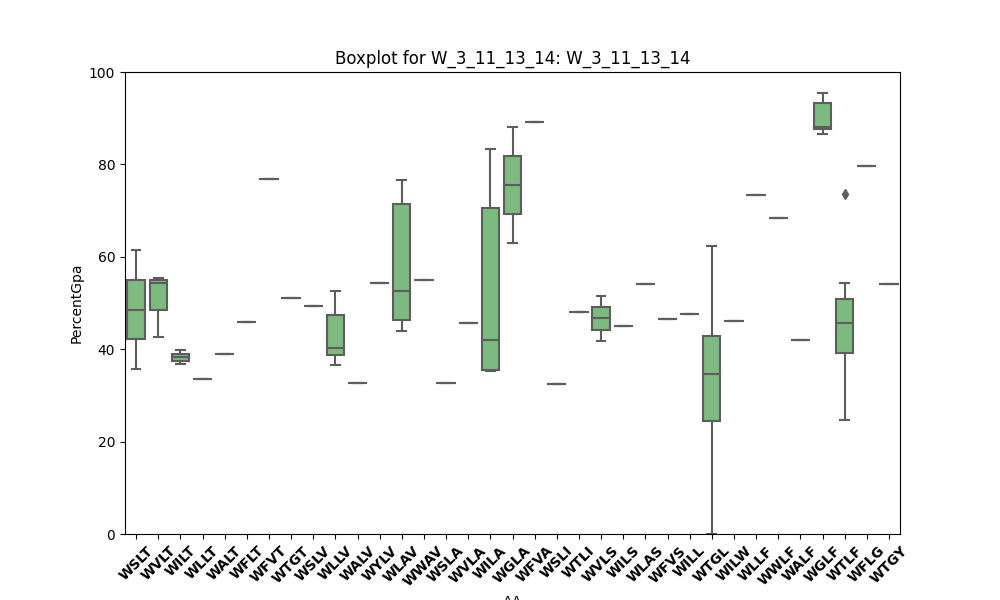 Boxplot for W_3_11_13_14: W_3_11_13_14
100
80
60
40
20
0
PercentGpa
WSLT WVLT WILT WLLT WALT WFLT WFVT WTGT WSLV WLLV WALV WYLV WLAV WWAV WSLA WVLA WILA WGLA WFVA WSLI WTLI WVLS WILS WLAS WFVS WILL WTGL WILW WLLF WWLF WALF WGLF WTLF WFLG WTGY